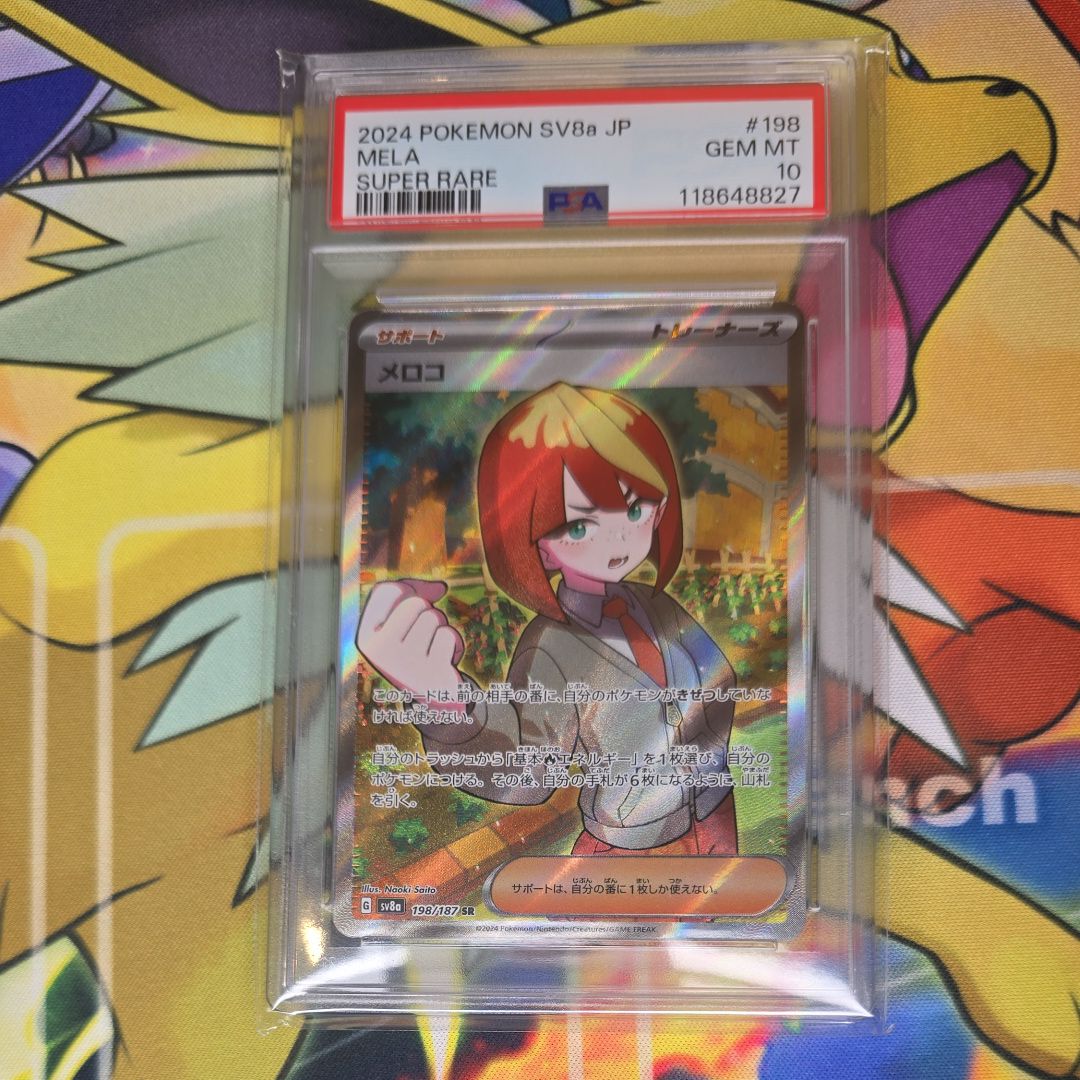 2024 POKEMON SV8a JP #198
MELA GEM MT
SUPER RARE 10
PSA 118648827
サポート トレーナーズ
メロコ
このカードは、前の相手の番に、自分のポケモンがきぜつしていな
ければ使えない。
自分のトラッシュから「基本エネルギー」を1枚選び、自分の
ポケモンにつける。その後、自分の手札が6枚になるように、山札
を引く。
サポートは、自分の番に1枚しか使えない。
Illus. Naoki Saito
G sv8a 198/187 SR
©2024 Pokémon/Nintendo/Creatures/GAME FREAK.